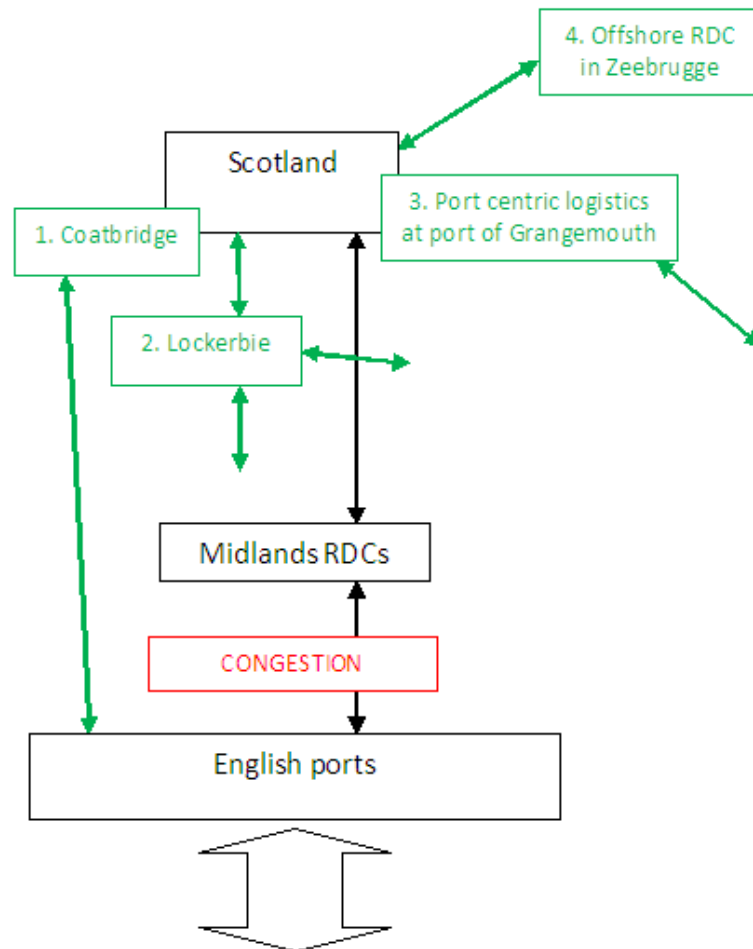 4. Offshore RDC
in Zeebrugge
Scotland
3. Port centric logistics
at port of Grangemouth
1. Coatbridge
2. Lockerbie
Midlands RDCs
CONGESTION
English ports